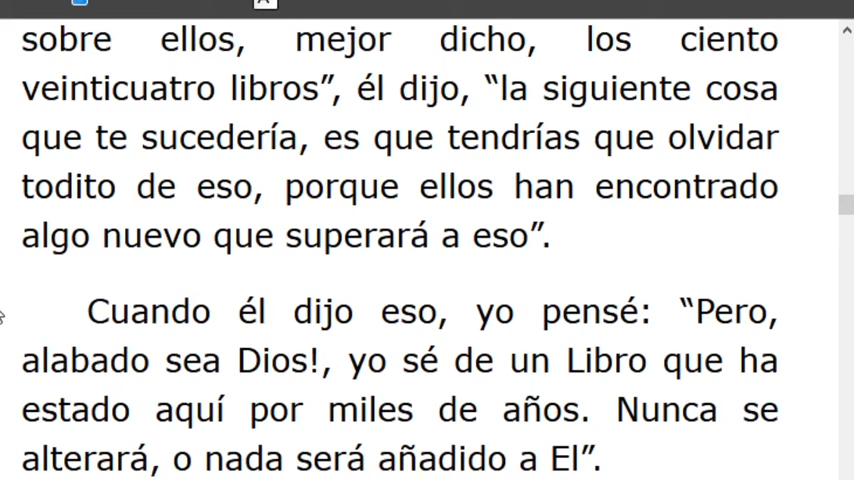 sobre ellos, mejor dicho, los ciento
veinticuatro libros”, él dijo, “la siguiente cosa
que te sucedería, es que tendrías que olvidar
todito de eso, porque ellos han encontrado
algo nuevo que superará a eso”.
Cuando él dijo eso, yo pensé: “Pero,
alabado sea Dios!, yo sé de un Libro que ha
estado aquí por miles de años. Nunca se
alterará, o nada será añadido a El”.